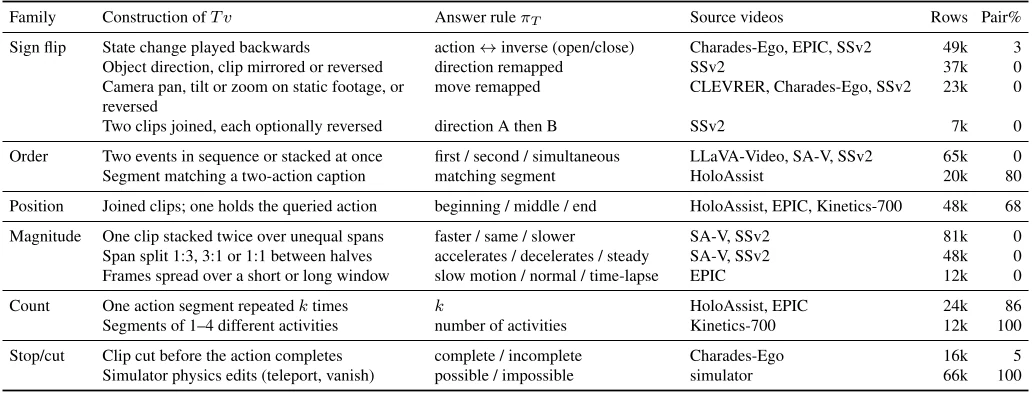 Family Construction of Tv Answer rule π_T Source videos Rows Pair%
Sign flip State change played backwards action ↔ inverse (open/close) Charades-Ego, EPIC, SSv2 49k 3
Object direction, clip mirrored or reversed direction remapped SSv2 37k 0
Camera pan, tilt or zoom on static footage, or move remapped CLEVRER, Charades-Ego, SSv2 23k 0
reversed
Two clips joined, each optionally reversed direction A then B SSv2 7k 0
Order Two events in sequence or stacked at once first / second / simultaneous LLaVA-Video, SA-V, SSv2 65k 0
Segment matching a two-action caption matching segment HoloAssist 20k 80
Position Joined clips; one holds the queried action beginning / middle / end HoloAssist, EPIC, Kinetics-700 48k 68
Magnitude One clip stacked twice over unequal spans faster / same / slower SA-V, SSv2 81k 0
Span split 1:3, 3:1 or 1:1 between halves accelerates / decelerates / steady SA-V, SSv2 48k 0
Frames spread over a short or long window slow motion / normal / time-lapse EPIC 12k 0
Count One action segment repeated k times k HoloAssist, EPIC 24k 86
Segments of 1–4 different activities number of activities Kinetics-700 12k 100
Stop/cut Clip cut before the action completes complete / incomplete Charades-Ego 16k 5
Simulator physics edits (teleport, vanish) possible / impossible simulator 66k 100